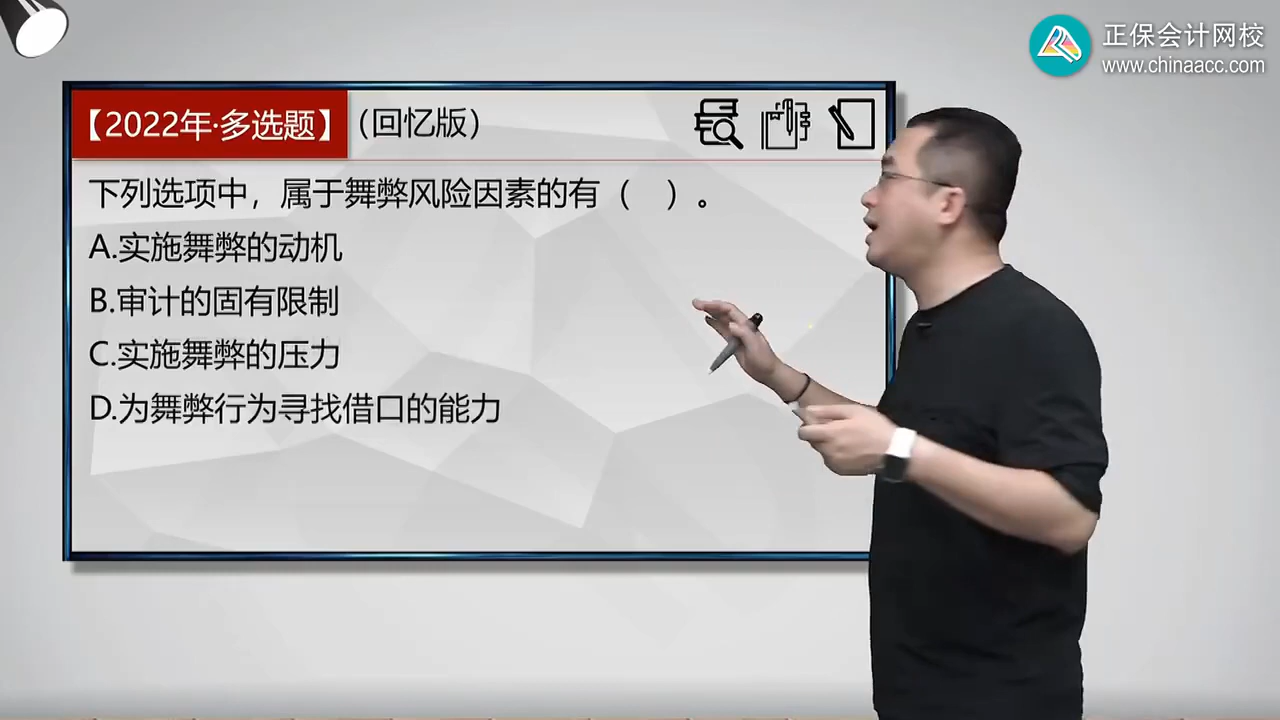 正保会计网校
www.chinaacc.com
【2022年·多选题】（回忆版）
下列选项中，属于舞弊风险因素的有（　）。
A.实施舞弊的动机
B.审计的固有限制
C.实施舞弊的压力
D.为舞弊行为寻找借口的能力